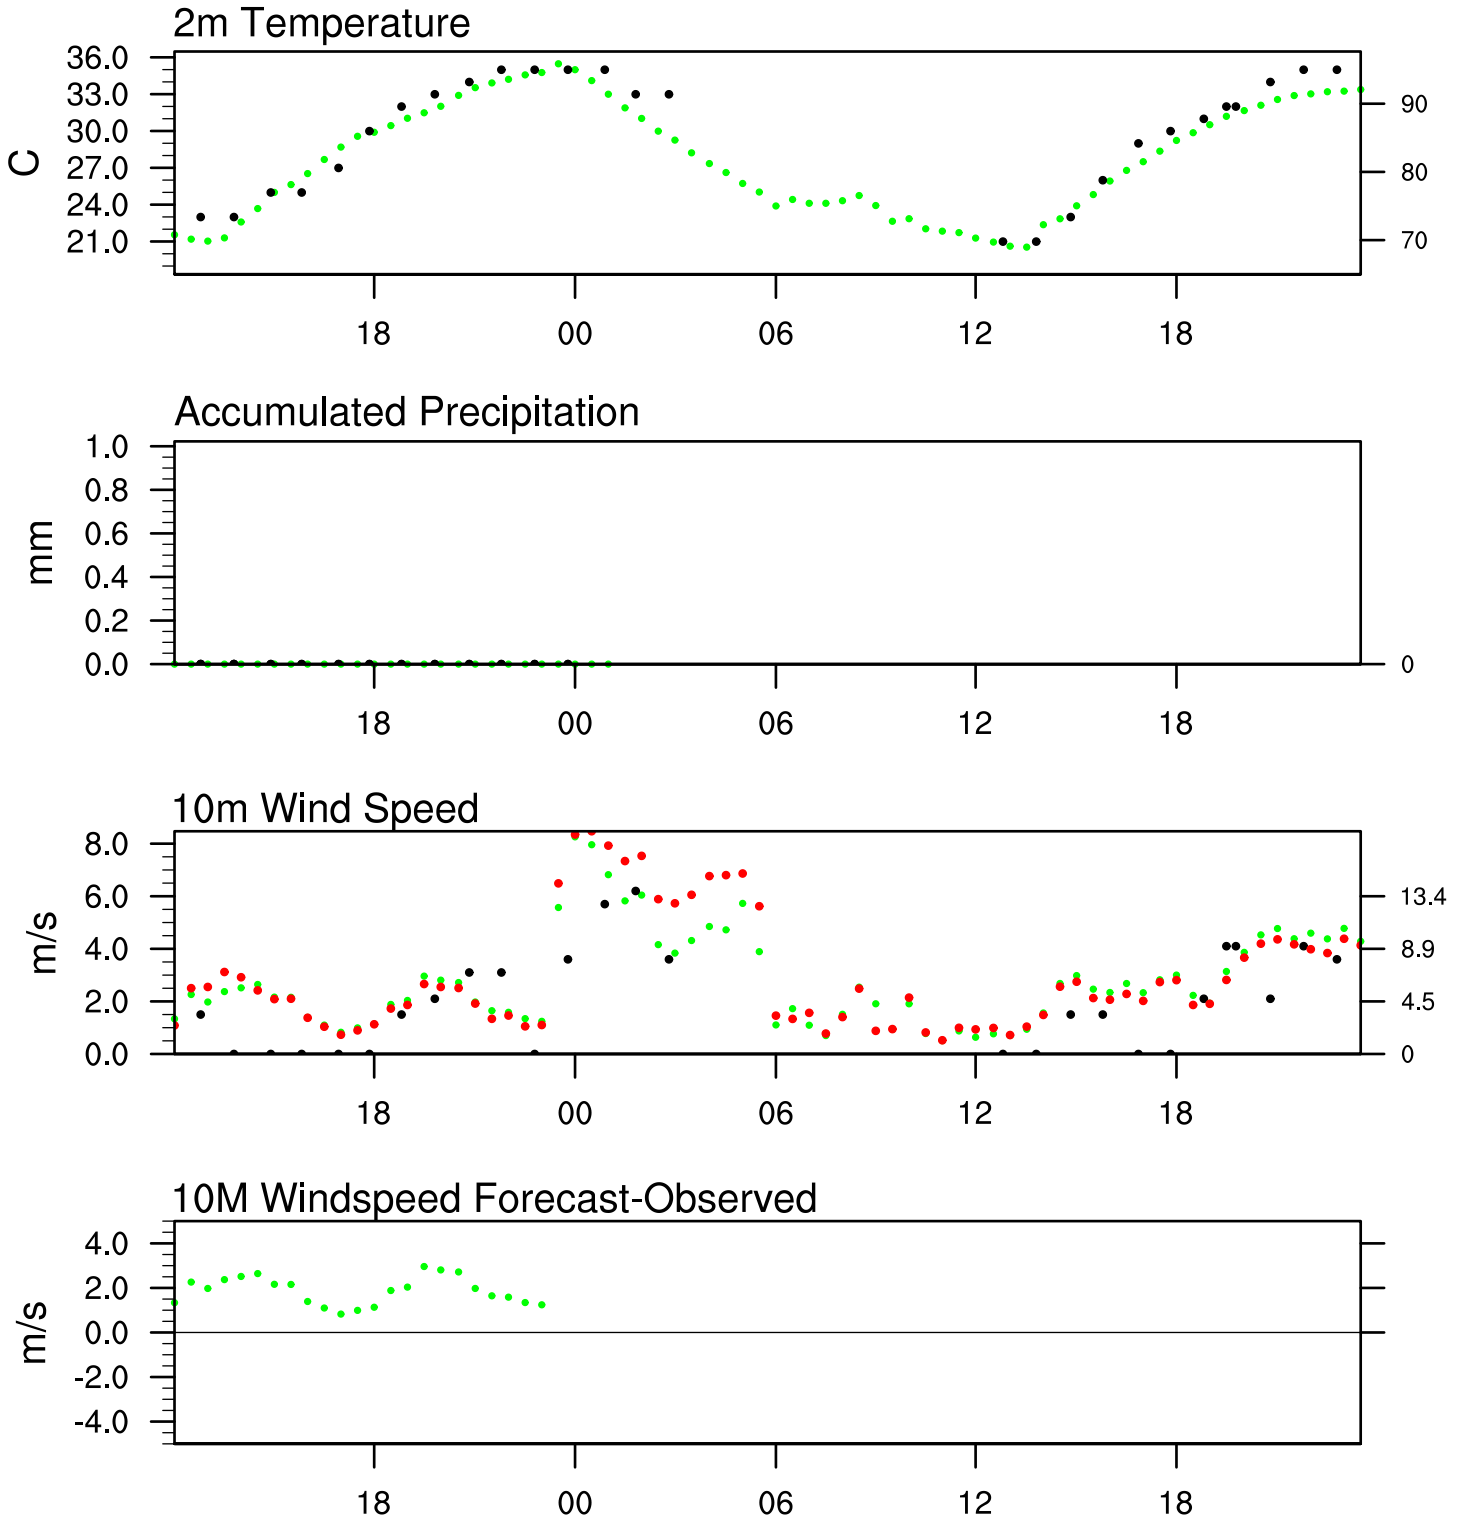 2m Temperature
36.0
33.0
30.0
27.0
24.0
21.0
C
90
80
70
18 00 06 12 18
Accumulated Precipitation
1.0
0.8
0.6
0.4
0.2
0.0
mm
0
18 00 06 12 18
10m Wind Speed
8.0
6.0
4.0
2.0
0.0
m/s
13.4
8.9
4.5
0
18 00 06 12 18
10M Windspeed Forecast-Observed
4.0
2.0
0.0
-2.0
-4.0
m/s
18 00 06 12 18